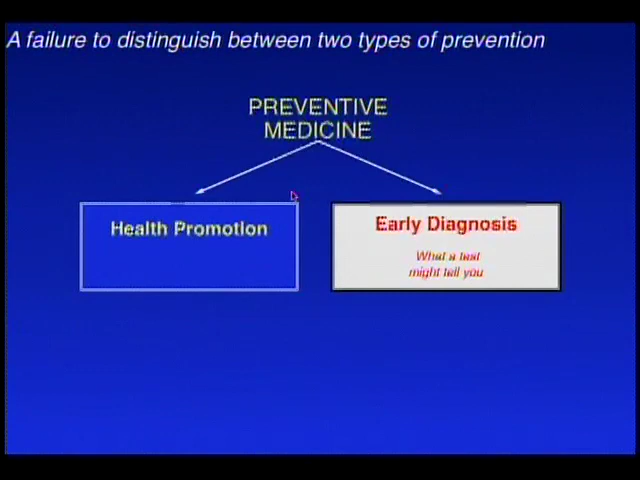 A failure to distinguish between two types of prevention
PREVENTIVE
MEDICINE
Health Promotion
Early Diagnosis
What a test
might tell you